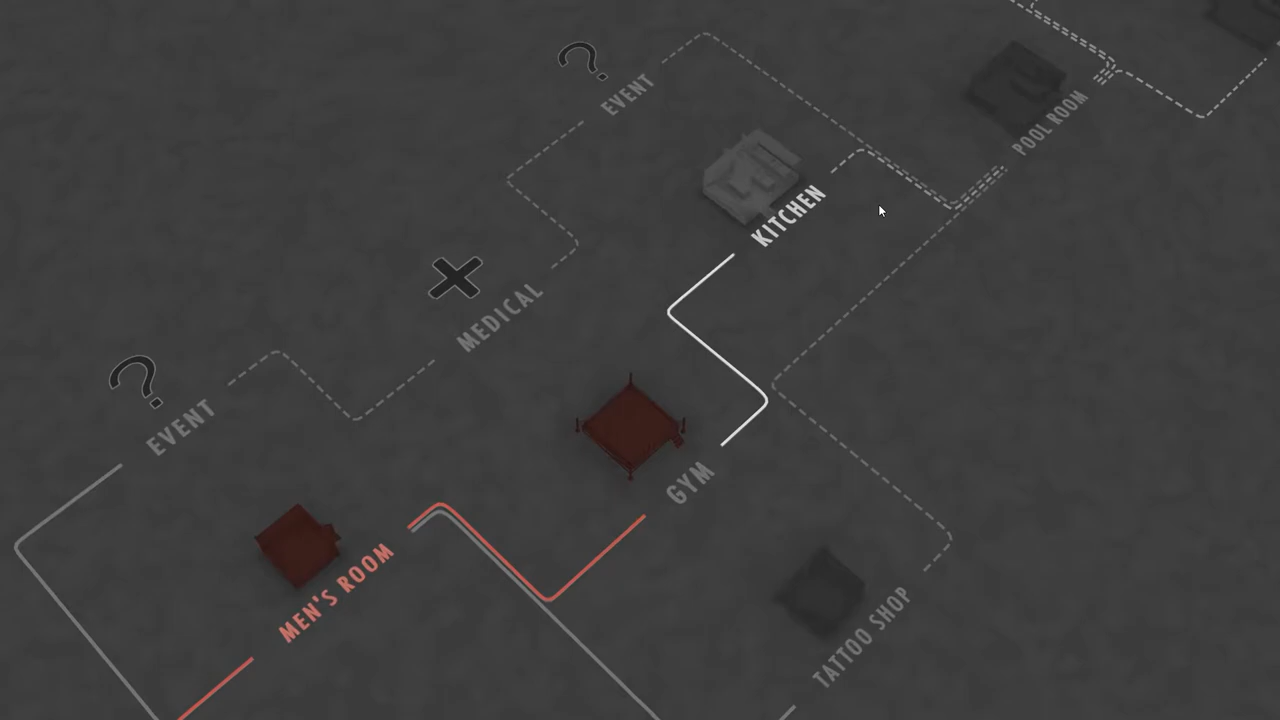 EVENT
POOL ROOM
KITCHEN
MEDICAL
EVENT
GYM
MEN'S ROOM
TATTOO SHOP